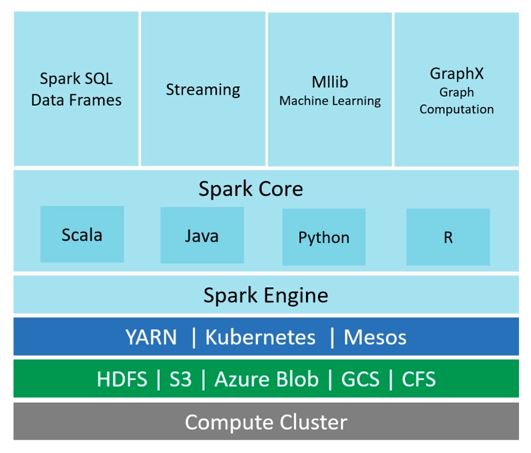 Spark SQL
Data Frames
Streaming
Mllib
Machine Learning
GraphX
Graph
Computation
Spark Core
Scala
Java
Python
R
Spark Engine
YARN | Kubernetes | Mesos
HDFS | S3 | Azure Blob | GCS | CFS
Compute Cluster